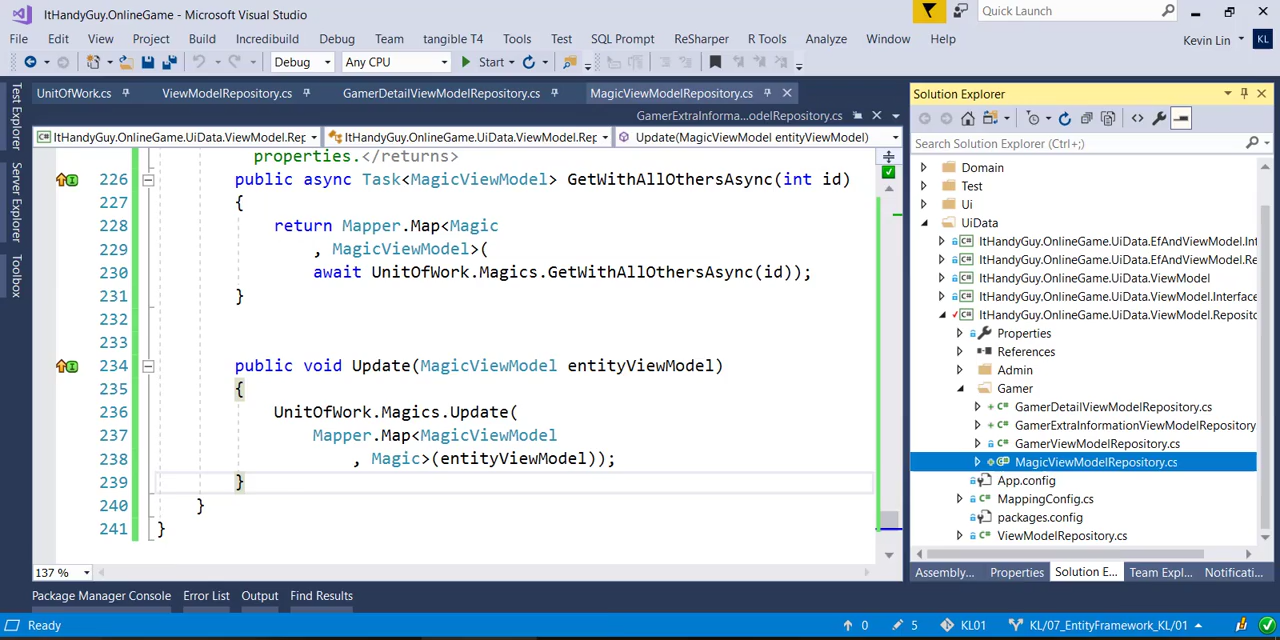 ItHandyGuy.OnlineGame - Microsoft Visual Studio
Quick Launch
File Edit View Project Build Incredibuild Debug Team tangible T4 Tools Test SQL Prompt ReSharper R Tools Analyze Window Help
Kevin Lin KL
Debug Any CPU Start
UnitOfWork.cs ViewModelRepository.cs GamerDetailViewModelRepository.cs MagicViewModelRepository.cs
GamerExtraInforma...odelRepository.cs
ItHandyGuy.OnlineGame.UiData.ViewModel.Rep ItHandyGuy.OnlineGame.UiData.ViewModel.Rep Update(MagicViewModel entityViewModel)
Test Explorer
Server Explorer
Toolbox
properties.</returns>
226 public async Task<MagicViewModel> GetWithAllOthersAsync(int id)
227 {
228 return Mapper.Map<Magic
229 , MagicViewModel>(
230 await UnitOfWork.Magics.GetWithAllOthersAsync(id));
231 }
232
233
234 public void Update(MagicViewModel entityViewModel)
235 {
236 UnitOfWork.Magics.Update(
237 Mapper.Map<MagicViewModel
238 , Magic>(entityViewModel));
239 }
240 }
241 }
137 %
Solution Explorer
Search Solution Explorer (Ctrl+;)
Domain
Test
Ui
UiData
ItHandyGuy.OnlineGame.UiData.EfAndViewModel.Int
ItHandyGuy.OnlineGame.UiData.EfAndViewModel.Re
ItHandyGuy.OnlineGame.UiData.ViewModel
ItHandyGuy.OnlineGame.UiData.ViewModel.Interface
ItHandyGuy.OnlineGame.UiData.ViewModel.Reposito
Properties
References
Admin
Gamer
GamerDetailViewModelRepository.cs
GamerExtraInformationViewModelRepository
GamerViewModelRepository.cs
MagicViewModelRepository.cs
App.config
MappingConfig.cs
packages.config
ViewModelRepository.cs
Assembly... Properties Solution E... Team Expl... Notificati...
Package Manager Console Error List Output Find Results
Ready 0 5 KL01 KL/07_EntityFramework_KL/01